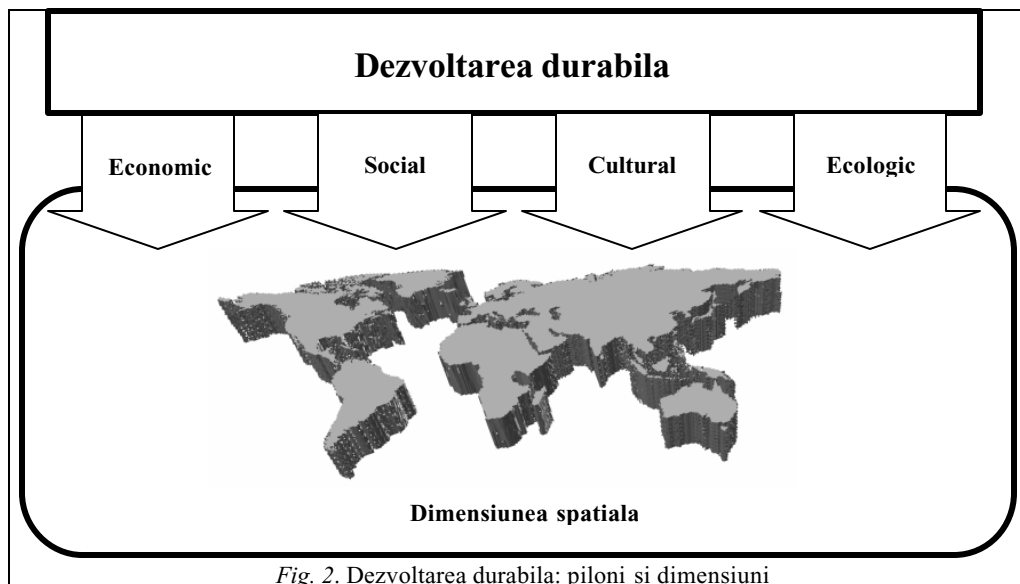 Dezvoltarea durabila
Economic Social Cultural Ecologic
Dimensiunea spatiala
Fig. 2. Dezvoltarea durabila: piloni si dimensiuni